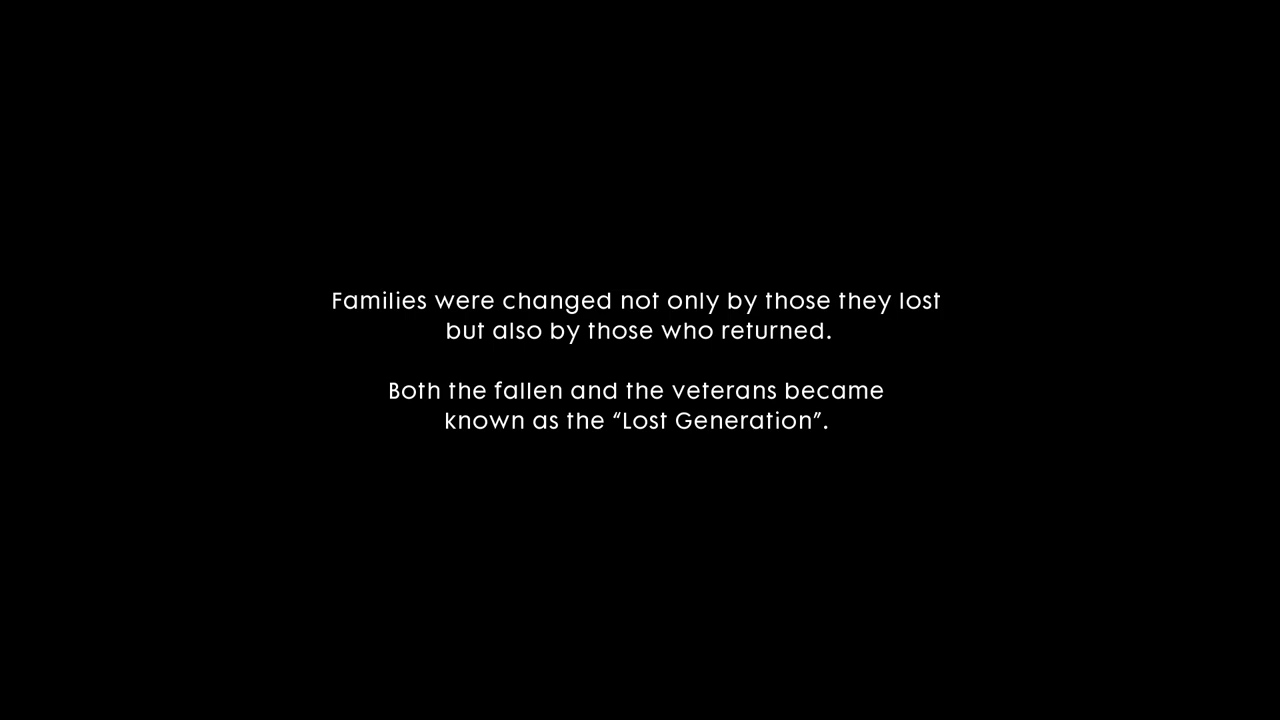 Families were changed not only by those they lost
but also by those who returned.
Both the fallen and the veterans became
known as the “Lost Generation”.